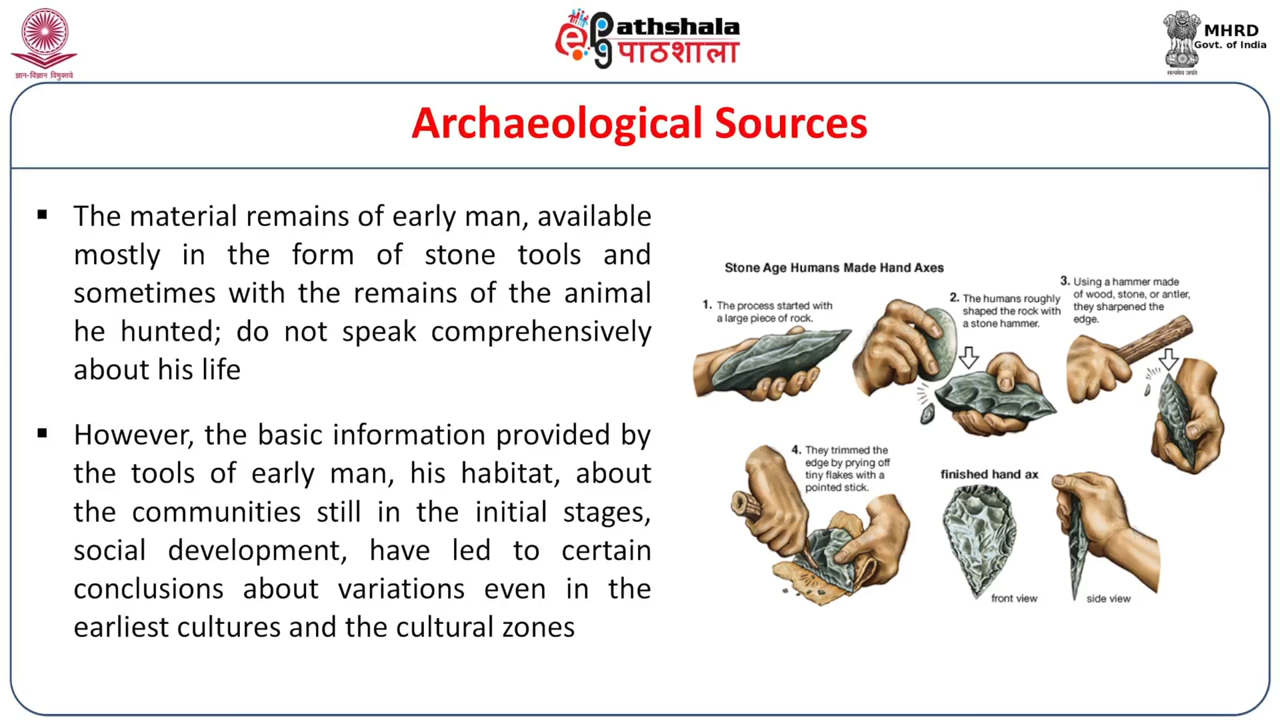 ज्ञान-विज्ञान विमुक्तये
ePG athshala
पाठशाला
MHRD
Govt. of India
सत्यमेव जयते
Archaeological Sources
▪ The material remains of early man, available
mostly in the form of stone tools and
sometimes with the remains of the animal
he hunted; do not speak comprehensively
about his life
▪ However, the basic information provided by
the tools of early man, his habitat, about
the communities still in the initial stages,
social development, have led to certain
conclusions about variations even in the
earliest cultures and the cultural zones
Stone Age Humans Made Hand Axes
1. The process started with
a large piece of rock.
2. The humans roughly
shaped the rock with
a stone hammer.
3. Using a hammer made
of wood, stone, or antler,
they sharpened the
edge.
4. They trimmed the
edge by prying off
tiny flakes with a
pointed stick.
finished hand ax
front view
side view